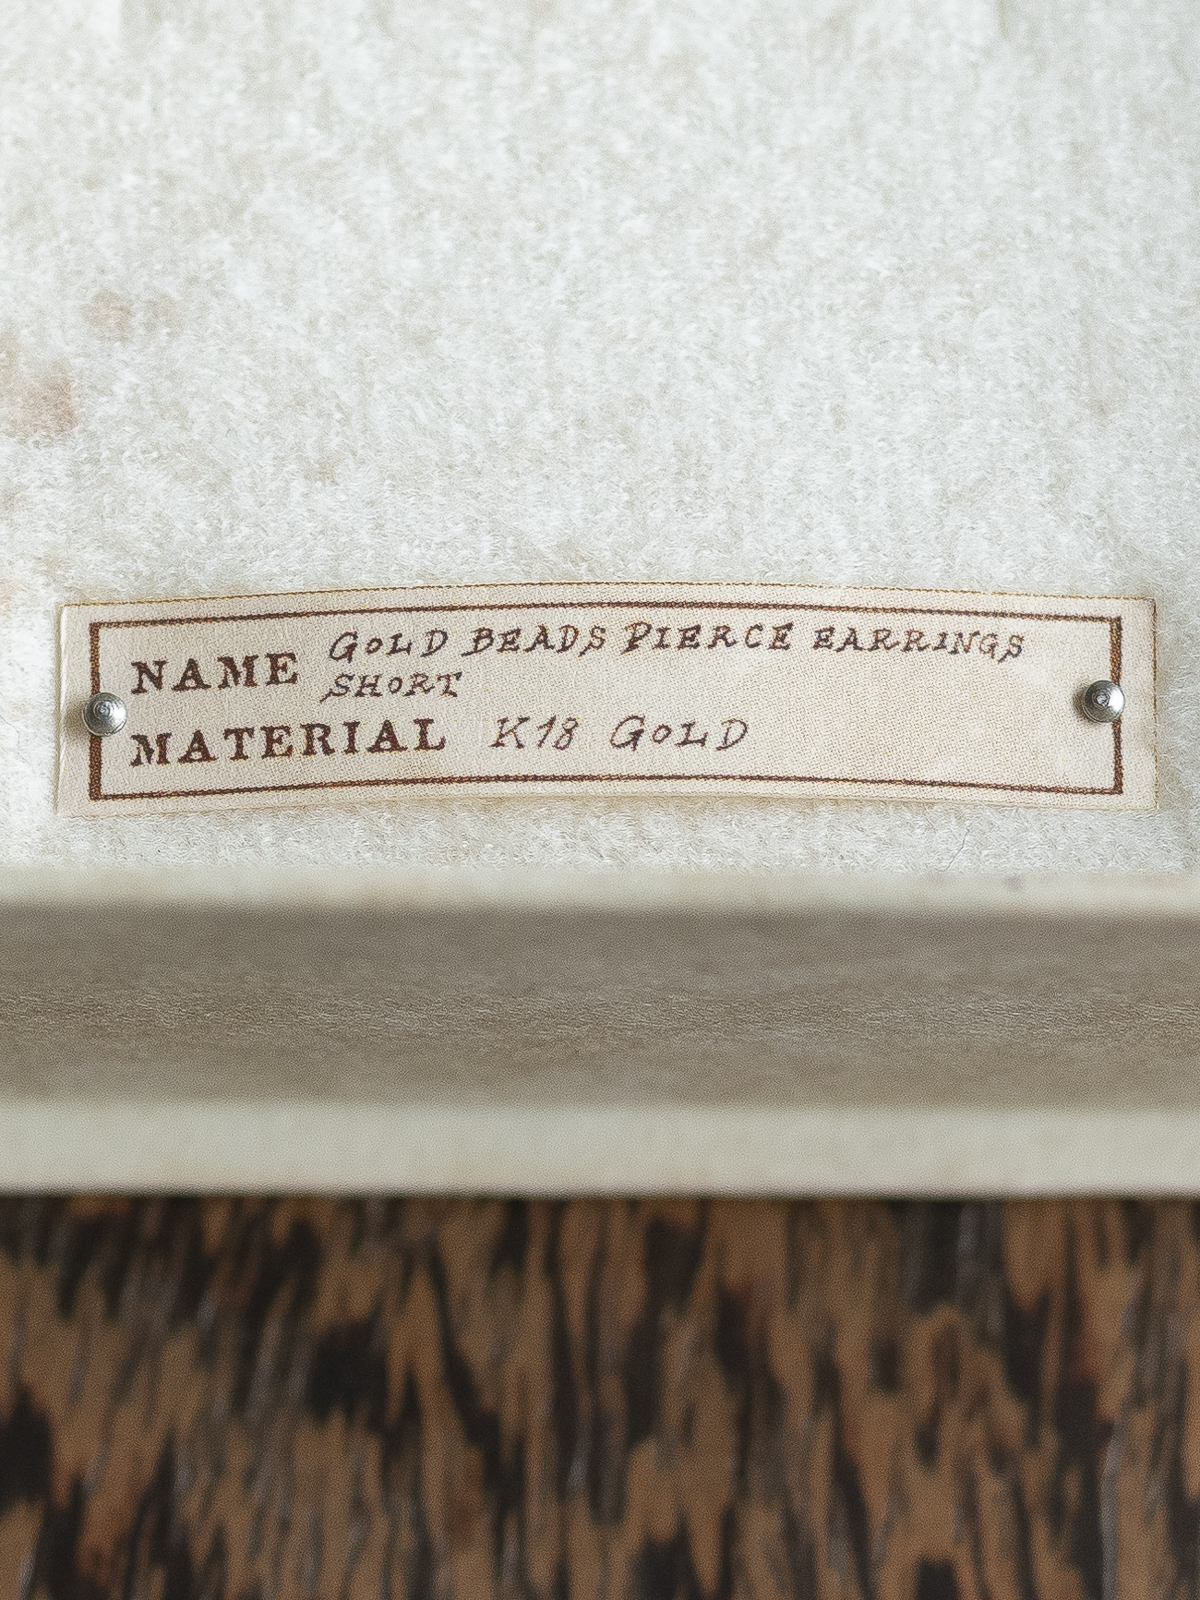 NAME GOLD BEADS PIERCE EARRINGS
SHORT
MATERIAL K18 GOLD